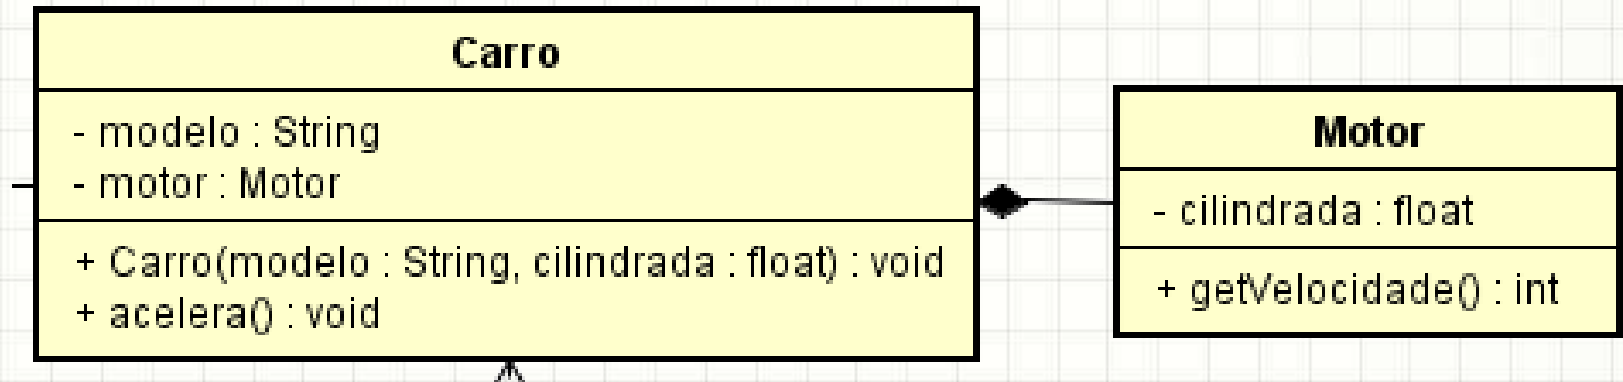 Carro
- modelo : String
- motor : Motor
+ Carro(modelo : String, cilindrada : float) : void
+ acelera() : void
Motor
- cilindrada : float
+ getVelocidade() : int